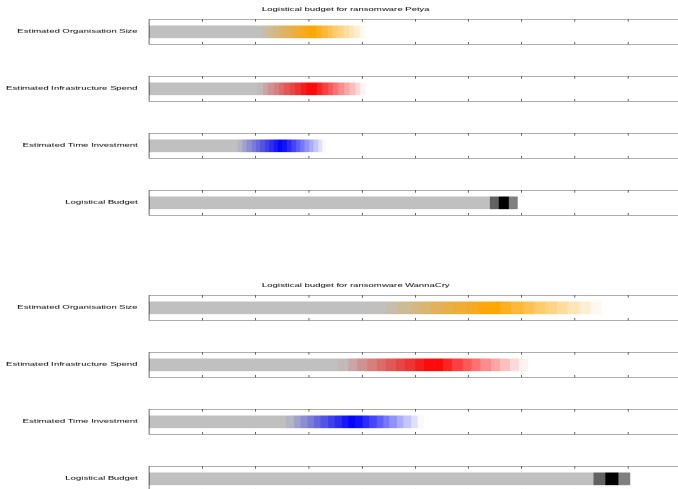 Logistical budget for ransomware Petya
Estimated Organisation Size
Estimated Infrastructure Spend
Estimated Time Investment
Logistical Budget
Logistical budget for ransomware WannaCry
Estimated Organisation Size
Estimated Infrastructure Spend
Estimated Time Investment
Logistical Budget